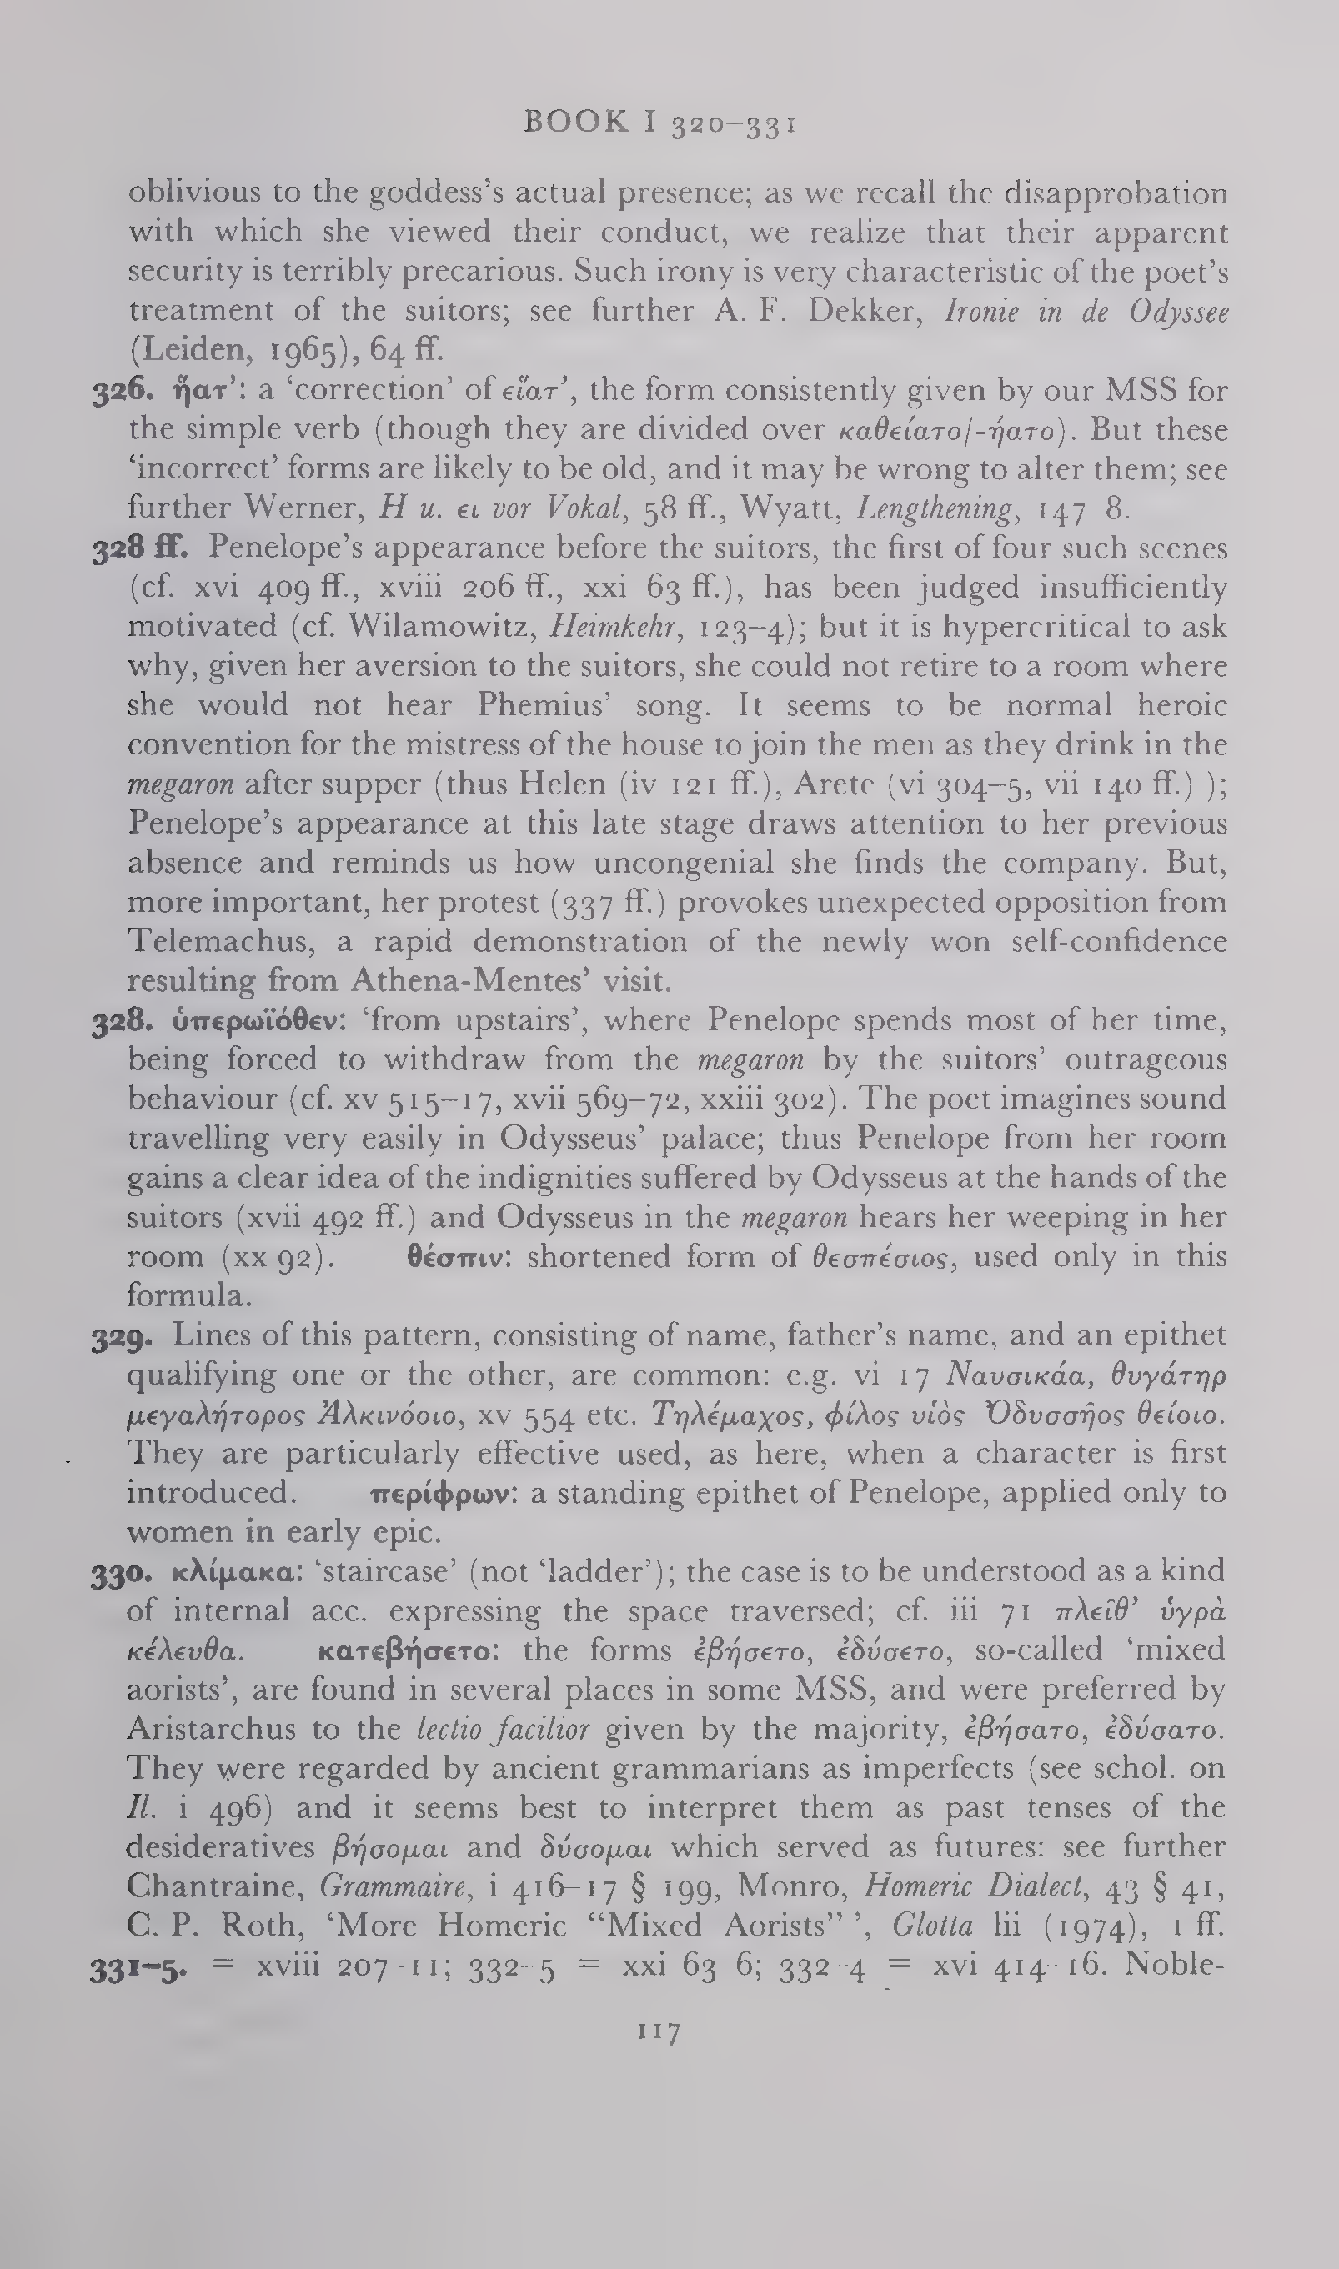 BOOK I 320–331
oblivious to the goddess's actual presence; as we recall the disapprobation
with which she viewed their conduct, we realize that their apparent
security is terribly precarious. Such irony is very characteristic of the poet's
treatment of the suitors; see further A. F. Dekker, Ironie in de Odyssee
(Leiden, 1965), 64 ff.
326. ἥατ’: a ‘correction’ of εἵατ’, the form consistently given by our MSS for
the simple verb (though they are divided over καθείατο/-ήατο). But these
‘incorrect’ forms are likely to be old, and it may be wrong to alter them; see
further Werner, H u. ει vor Vokal, 58 ff., Wyatt, Lengthening, 147 8.
328 ff. Penelope’s appearance before the suitors, the first of four such scenes
(cf. xvi 409 ff., xviii 206 ff., xxi 63 ff.), has been judged insufficiently
motivated (cf. Wilamowitz, Heimkehr, 123–4); but it is hypercritical to ask
why, given her aversion to the suitors, she could not retire to a room where
she would not hear Phemius’ song. It seems to be normal heroic
convention for the mistress of the house to join the men as they drink in the
megaron after supper (thus Helen (iv 121 ff.), Arete (vi 304–5, vii 140 ff.) );
Penelope’s appearance at this late stage draws attention to her previous
absence and reminds us how uncongenial she finds the company. But,
more important, her protest (337 ff.) provokes unexpected opposition from
Telemachus, a rapid demonstration of the newly won self-confidence
resulting from Athena-Mentes’ visit.
328. ὑπερωϊόθεν: ‘from upstairs’, where Penelope spends most of her time,
being forced to withdraw from the megaron by the suitors’ outrageous
behaviour (cf. xv 515–17, xvii 569–72, xxiii 302). The poet imagines sound
travelling very easily in Odysseus’ palace; thus Penelope from her room
gains a clear idea of the indignities suffered by Odysseus at the hands of the
suitors (xvii 492 ff.) and Odysseus in the megaron hears her weeping in her
room (xx 92). θέσπιν: shortened form of θεσπέσιος, used only in this
formula.
329. Lines of this pattern, consisting of name, father’s name, and an epithet
qualifying one or the other, are common: e.g. vi 17 Ναυσικάα, θυγάτηρ
μεγαλήτορος Ἀλκινόοιο, xv 554 etc. Τηλέμαχος, φίλος υἱὸς Ὀδυσσῆος θείοιο.
They are particularly effective used, as here, when a character is first
introduced. περίφρων: a standing epithet of Penelope, applied only to
women in early epic.
330. κλίμακα: ‘staircase’ (not ‘ladder’); the case is to be understood as a kind
of internal acc. expressing the space traversed; cf. iii 71 πλεῖθ’ ὑγρὰ
κέλευθα. κατεβήσετο: the forms ἐβήσετο, ἐδύσετο, so-called ‘mixed
aorists’, are found in several places in some MSS, and were preferred by
Aristarchus to the lectio facilior given by the majority, ἐβήσατο, ἐδύσατο.
They were regarded by ancient grammarians as imperfects (see schol. on
Il. i 496) and it seems best to interpret them as past tenses of the
desideratives βήσομαι and δύσομαι which served as futures: see further
Chantraine, Grammaire, i 416–17 § 199, Monro, Homeric Dialect, 43 § 41,
C. P. Roth, ‘More Homeric “Mixed Aorists” ’, Glotta lii (1974), 1 ff.
331–5. = xviii 207–11; 332–5 = xxi 63 6; 332–4 = xvi 414–16. Noble-
117